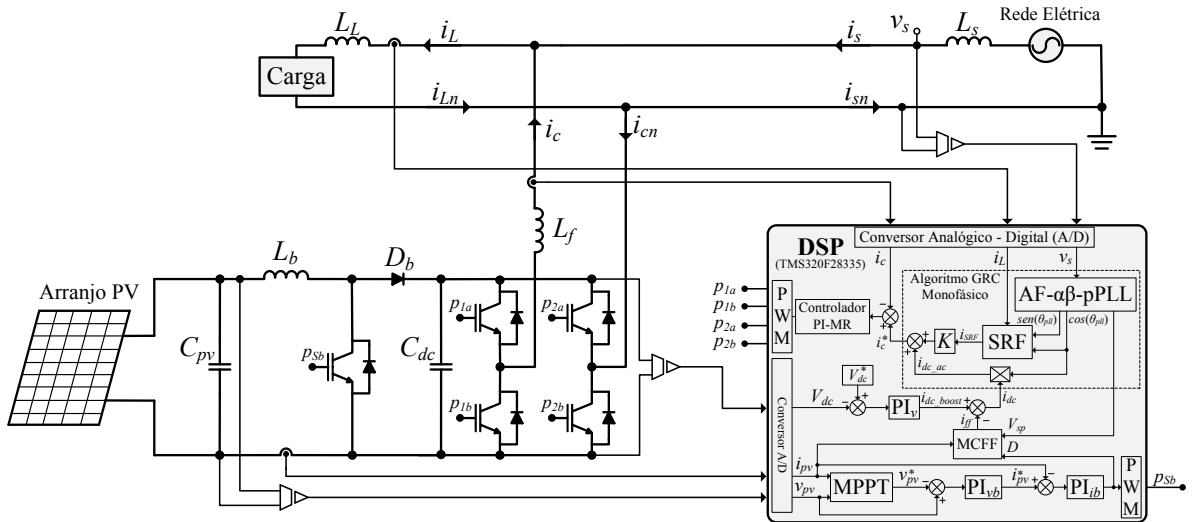 L_L
i_L
i_s
v_s
L_s
Rede Elétrica
Carga
i_Ln
i_sn
i_c
i_cn
L_f
L_b
D_b
Arranjo PV
C_pv
p_Sb
C_dc
p_1a
p_2a
p_1b
p_2b
DSP
(TMS320F28335)
Conversor Analógico - Digital (A/D)
i_c
i_L
v_s
Algoritmo GRC
Monofásico
AF-αβ-pPLL
sen(θ_pll)
cos(θ_pll)
p_1a
p_1b
p_2a
p_2b
PWM
Controlador
PI-MR
-
+
i_c*
+
+
K
i_SRF
SRF
i_dc_ac
i_dc
Conversor A/D
V_dc*
V_dc
-
+
PI_v
i_dc_boost
+
-
i_ff
MCFF
V_sp
D
i_pv
v_pv
MPPT
v_pv*
-
+
PI_vb
i_pv*
+
-
PI_ib
PWM
p_Sb